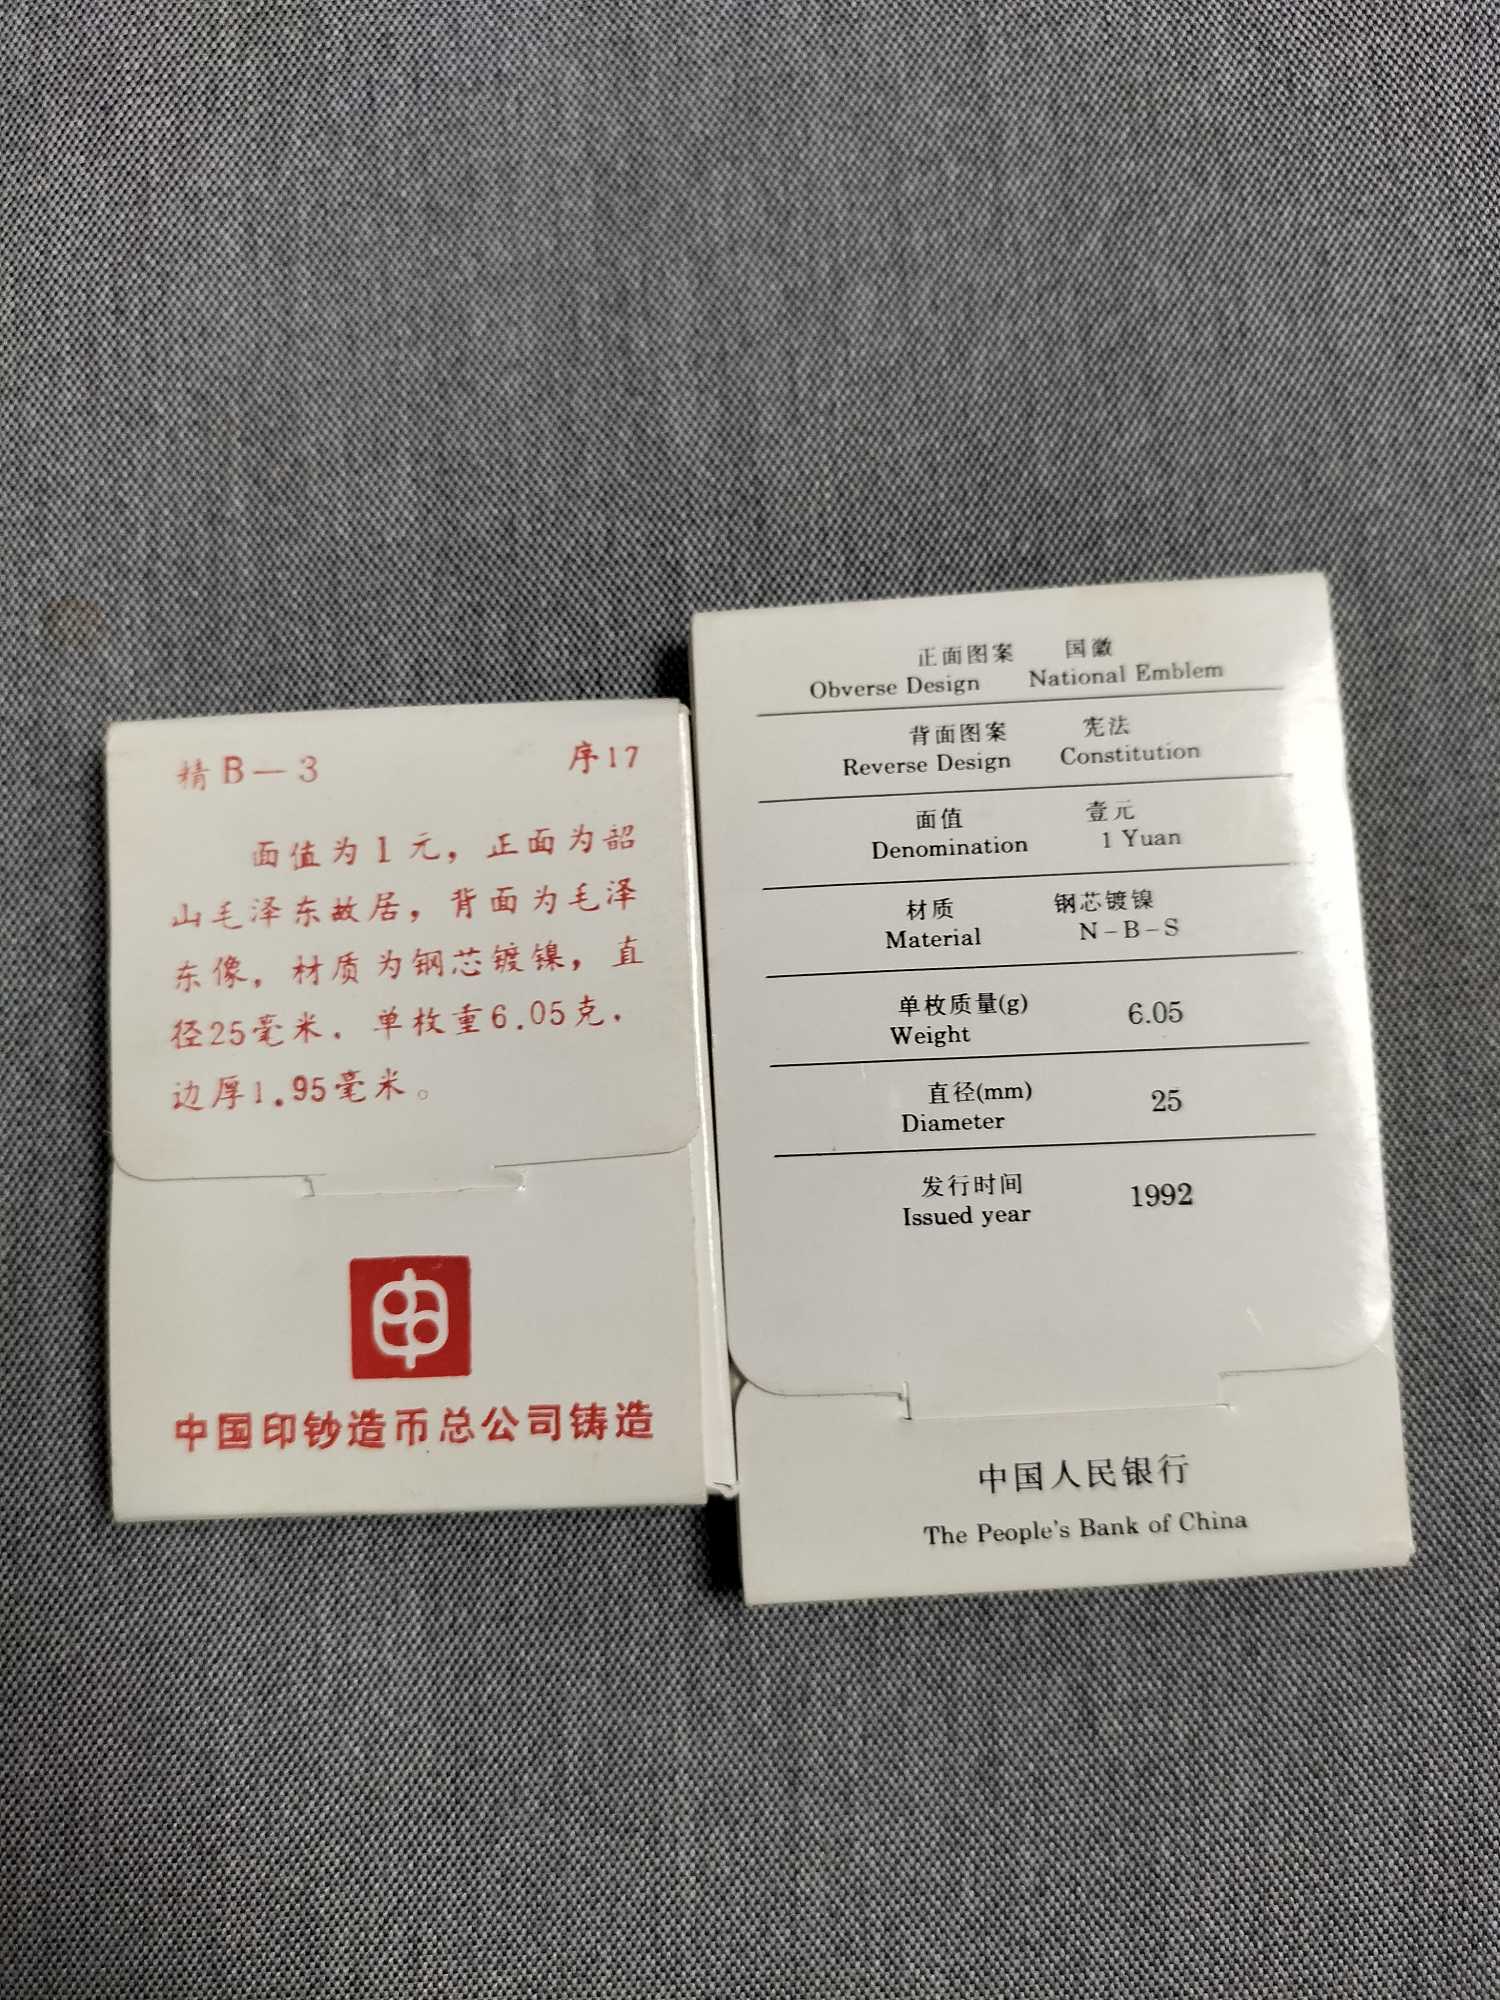 精B—3 序17
面值为1元，正面为韶
山毛泽东故居，背面为毛泽
东像，材质为钢芯镀镍，直
径25毫米．单枚重6.05克．
边厚1.95毫米。
中国印钞造币总公司铸造
正面图案 国徽
Obverse Design National Emblem
背面图案 宪法
Reverse Design Constitution
面值 壹元
Denomination 1 Yuan
材质 钢芯镀镍
Material N-B-S
单枚质量(g) 6.05
Weight
直径(mm) 25
Diameter
发行时间 1992
Issued year
中国人民银行
The People's Bank of China